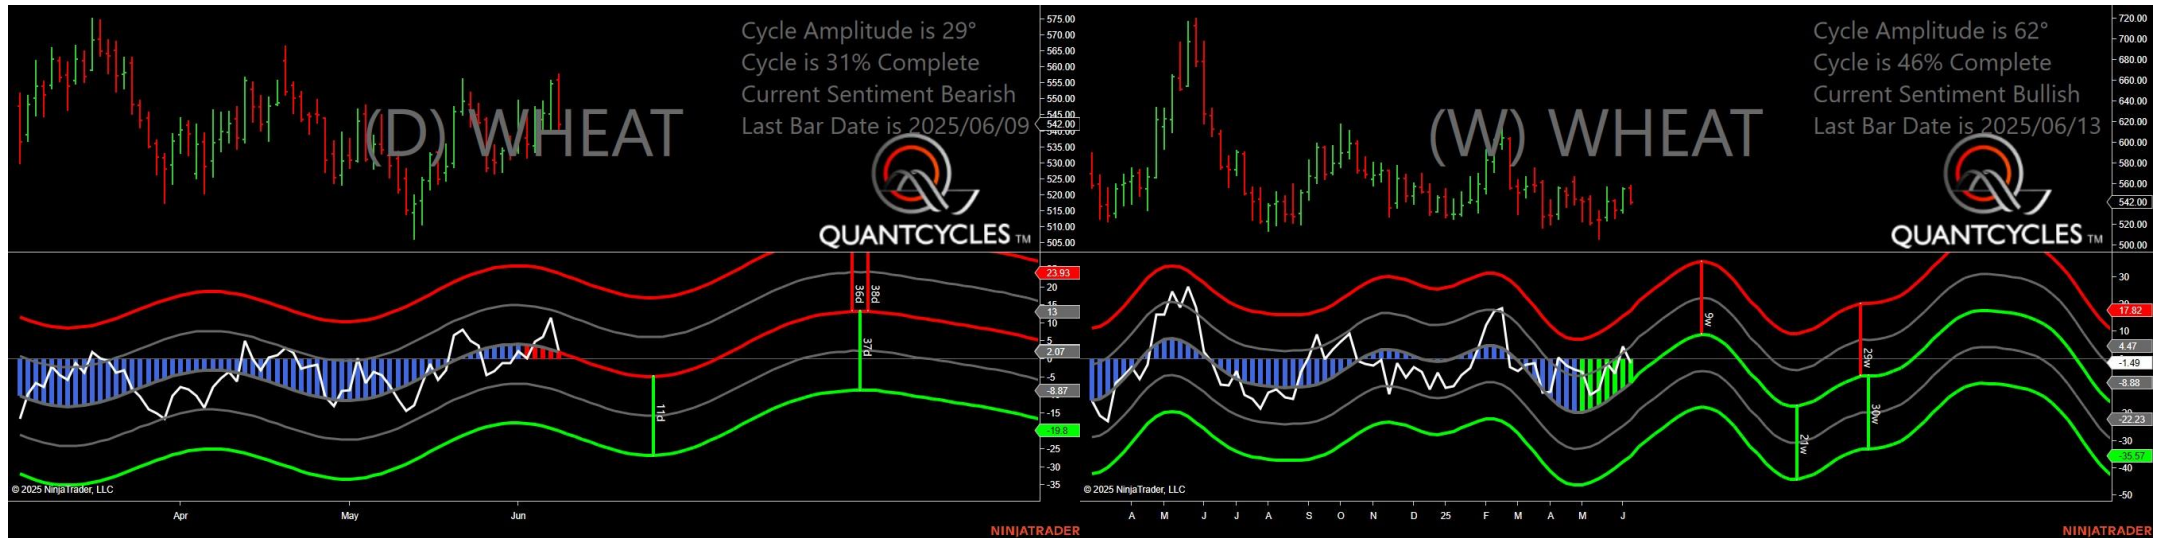 Cycle Amplitude is 29°
Cycle is 31% Complete
Current Sentiment Bearish
Last Bar Date is 2025/06/09
(D) WHEAT
QUANTCYCLES TM
575.00
570.00
565.00
560.00
555.00
550.00
545.00
542.00
540.00
535.00
530.00
525.00
520.00
515.00
510.00
505.00
23.93
20
15
13
10
5
2.07
0
-5
-8.87
-15
-19.8
-25
-30
-35
36d
38d
37d
11d
© 2025 NinjaTrader, LLC
Apr
May
Jun
NINJATRADER
Cycle Amplitude is 62°
Cycle is 46% Complete
Current Sentiment Bullish
Last Bar Date is 2025/06/13
(W) WHEAT
QUANTCYCLES TM
720.00
700.00
680.00
660.00
640.00
620.00
600.00
580.00
560.00
542.00
520.00
500.00
30
20
17.82
10
4.47
-1.49
-8.88
-22.23
-30
-35.57
-40
-50
9w
29w
21w
30w
© 2025 NinjaTrader, LLC
A
M
J
J
A
S
O
N
D
25
F
M
A
M
J
NINJATRADER